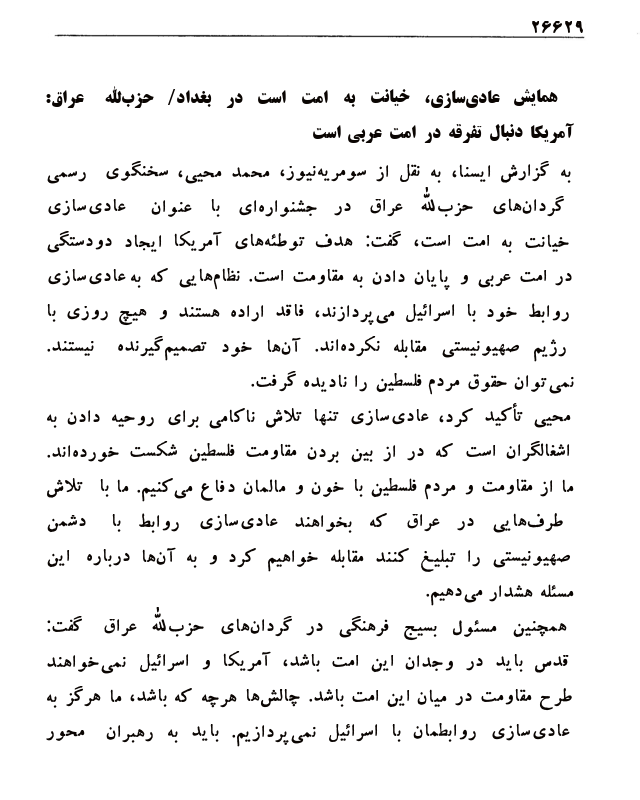 ۲۶۶۲۹
همایش عادی‌سازی، خیانت به امت است در بغداد/ حزب‌الله عراق:
آمریکا دنبال تفرقه در امت عربی است
به گزارش ایسنا، به نقل از سومریه‌نیوز، محمد محیی، سخنگوی رسمی
گردان‌های حزب‌الله عراق در جشنواره‌ای با عنوان عادی‌سازی
خیانت به امت است، گفت: هدف توطئه‌های آمریکا ایجاد دودستگی
در امت عربی و پایان دادن به مقاومت است. نظام‌هایی که به عادی‌سازی
روابط خود با اسرائیل می‌پردازند، فاقد اراده هستند و هیچ روزی با
رژیم صهیونیستی مقابله نکرده‌اند. آن‌ها خود تصمیم‌گیرنده نیستند.
نمی‌توان حقوق مردم فلسطین را نادیده گرفت.
محیی تأکید کرد، عادی‌سازی تنها تلاش ناکامی برای روحیه دادن به
اشغالگران است که در از بین بردن مقاومت فلسطین شکست خورده‌اند.
ما از مقاومت و مردم فلسطین با خون و مالمان دفاع می‌کنیم. ما با تلاش
طرف‌هایی در عراق که بخواهند عادی‌سازی روابط با دشمن
صهیونیستی را تبلیغ کنند مقابله خواهیم کرد و به آن‌ها درباره این
مسئله هشدار می‌دهیم.
همچنین مسئول بسیج فرهنگی در گردان‌های حزب‌الله عراق گفت:
قدس باید در وجدان این امت باشد، آمریکا و اسرائیل نمی‌خواهند
طرح مقاومت در میان این امت باشد. چالش‌ها هرچه که باشد، ما هرگز به
عادی‌سازی روابطمان با اسرائیل نمی‌پردازیم. باید به رهبران محور